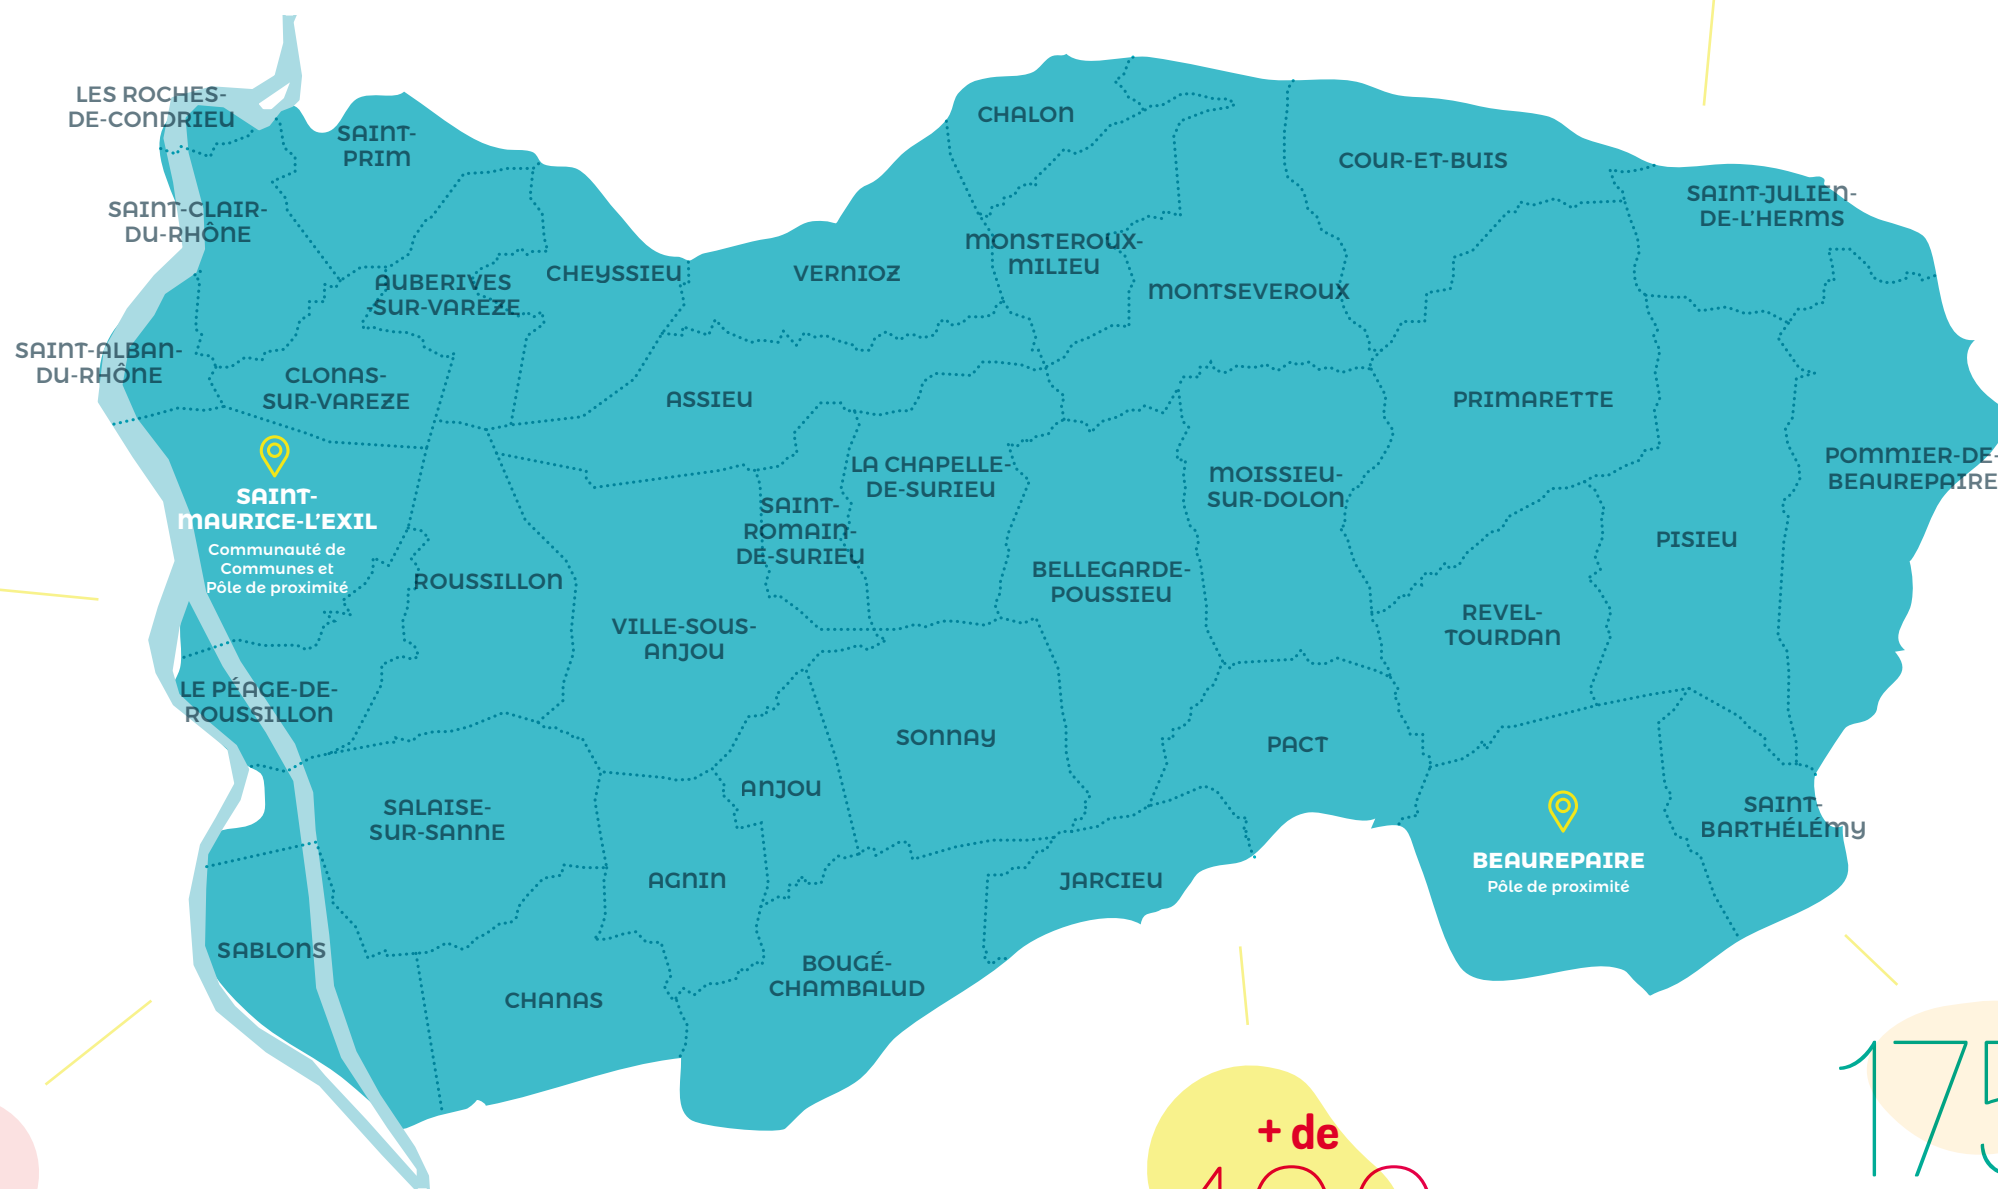 LES ROCHES-
DE-CONDRIEU
SAINT-
PRIM
CHALON
COUR-ET-BUIS
SAINT-JULIEN-
DE-L'HERMS
SAINT-CLAIR-
DU-RHÔNE
AUBERIVES
-SUR-VARÈZE
CHEYSSIEU
VERNIOZ
MONSTEROUX-
MILIEU
MONTSEVEROUX
SAINT-ALBAN-
DU-RHÔNE
CLONAS-
SUR-VAREZE
ASSIEU
PRIMARETTE
SAINT-
MAURICE-L'EXIL
Communauté de
Communes et
Pôle de proximité
ROUSSILLON
SAINT-
ROMAIN-
DE-SURIEU
LA CHAPELLE-
DE-SURIEU
MOISSIEU-
SUR-DOLON
POMMIER-DE-
BEAUREPAIRE
PISIEU
BELLEGARDE-
POUSSIEU
REVEL-
TOURDAN
VILLE-SOUS-
ANJOU
LE PÉAGE-DE-
ROUSSILLON
SONNAY
PACT
ANJOU
SALAISE-
SUR-SANNE
SAINT-
BARTHÉLÉMY
BEAUREPAIRE
Pôle de proximité
AGNIN
JARCIEU
SABLONS
BOUGÉ-
CHAMBALUD
CHANAS
+ de
17